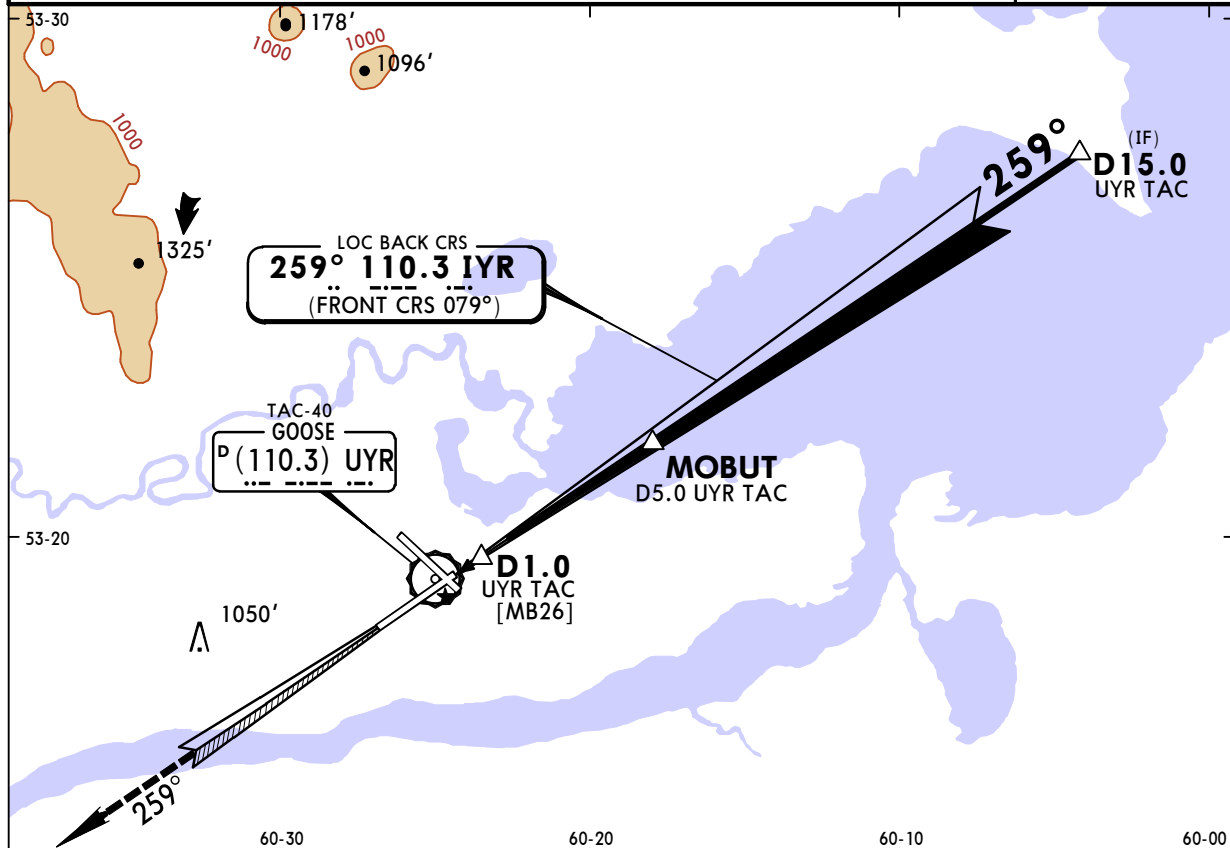 53-30
1178'
1000
1000
1096'
1000
259°
(IF)
D15.0
UYR TAC
1325'
LOC BACK CRS
259° 110.3 IYR
(FRONT CRS 079°)
TAC-40
GOOSE
D (110.3) UYR
MOBUT
D5.0 UYR TAC
53-20
D1.0
UYR TAC
[MB26]
1050'
259°
60-30
60-20
60-10
60-00